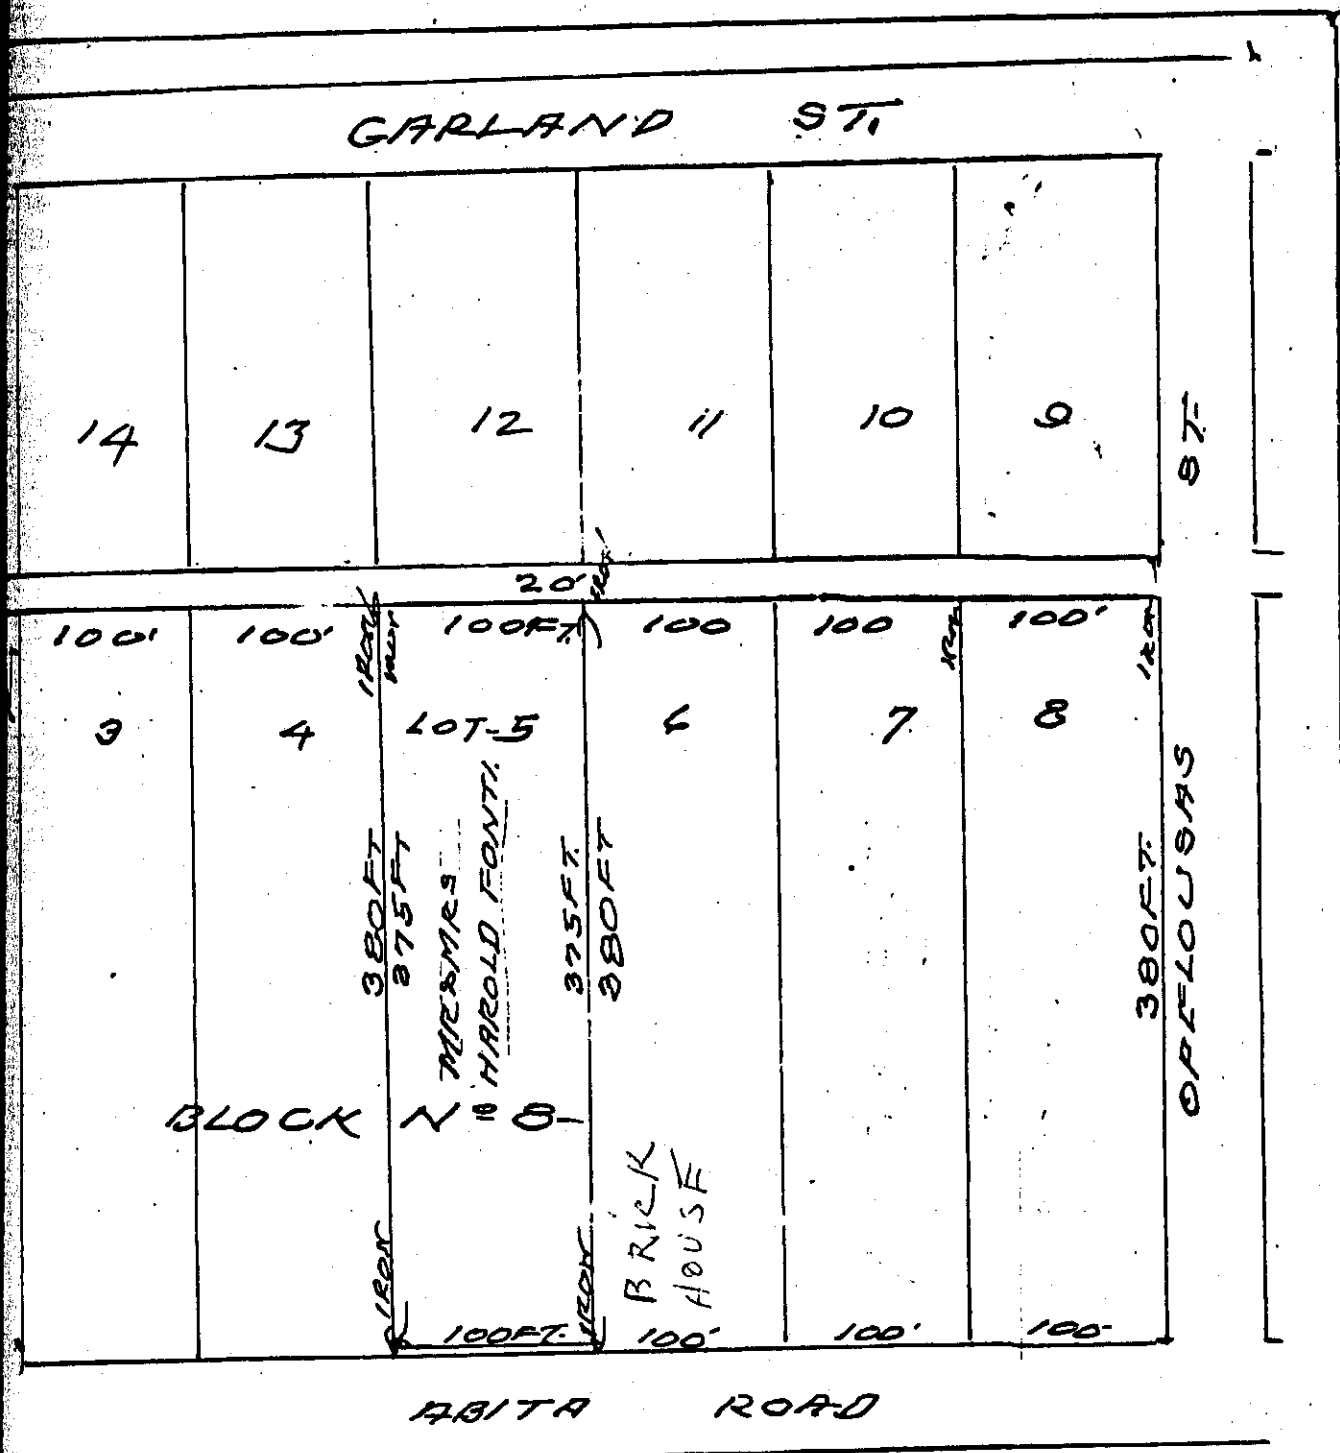 GARLAND ST.
14 13 12 11 10 9
ST.
20'
IRON
100' 100' 100FT. 100 100 100'
IRON
IRON
IRON
3 4 LOT-5 6 7 8
380FT
375FT
MR & MRS
HAROLD FONT.
375FT.
380FT
380FT.
OPELOUSAS
BLOCK Nº 8-
BRICK
HOUSE
IRON
IRON
100FT. 100' 100' 100-
ABITA ROAD